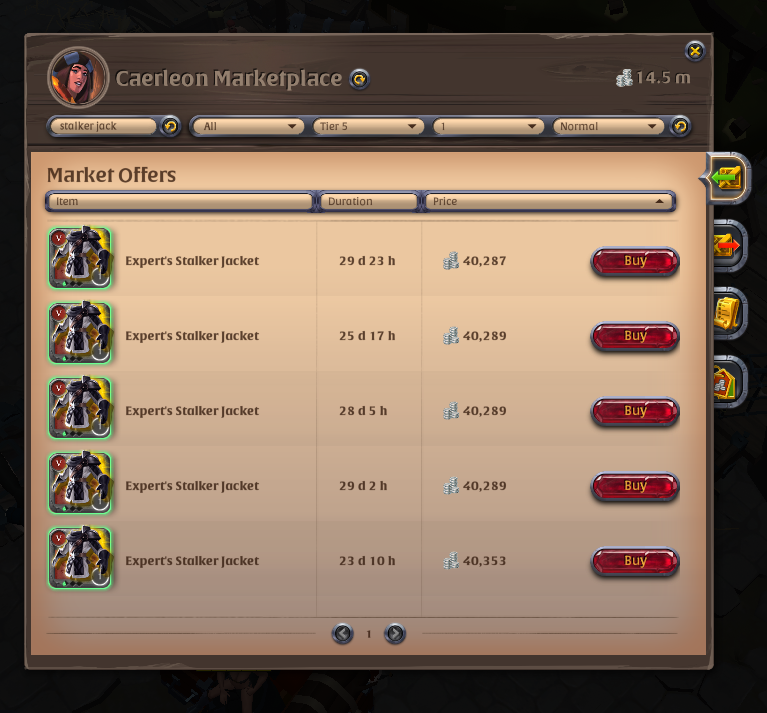 Caerleon Marketplace
14.5 m
stalker jack
All
Tier 5
1
Normal
Market Offers
Item
Duration
Price
V
Expert's Stalker Jacket
29 d 23 h
40,287
Buy
V
Expert's Stalker Jacket
25 d 17 h
40,289
Buy
V
Expert's Stalker Jacket
28 d 5 h
40,289
Buy
V
Expert's Stalker Jacket
29 d 2 h
40,289
Buy
V
Expert's Stalker Jacket
23 d 10 h
40,353
Buy
1